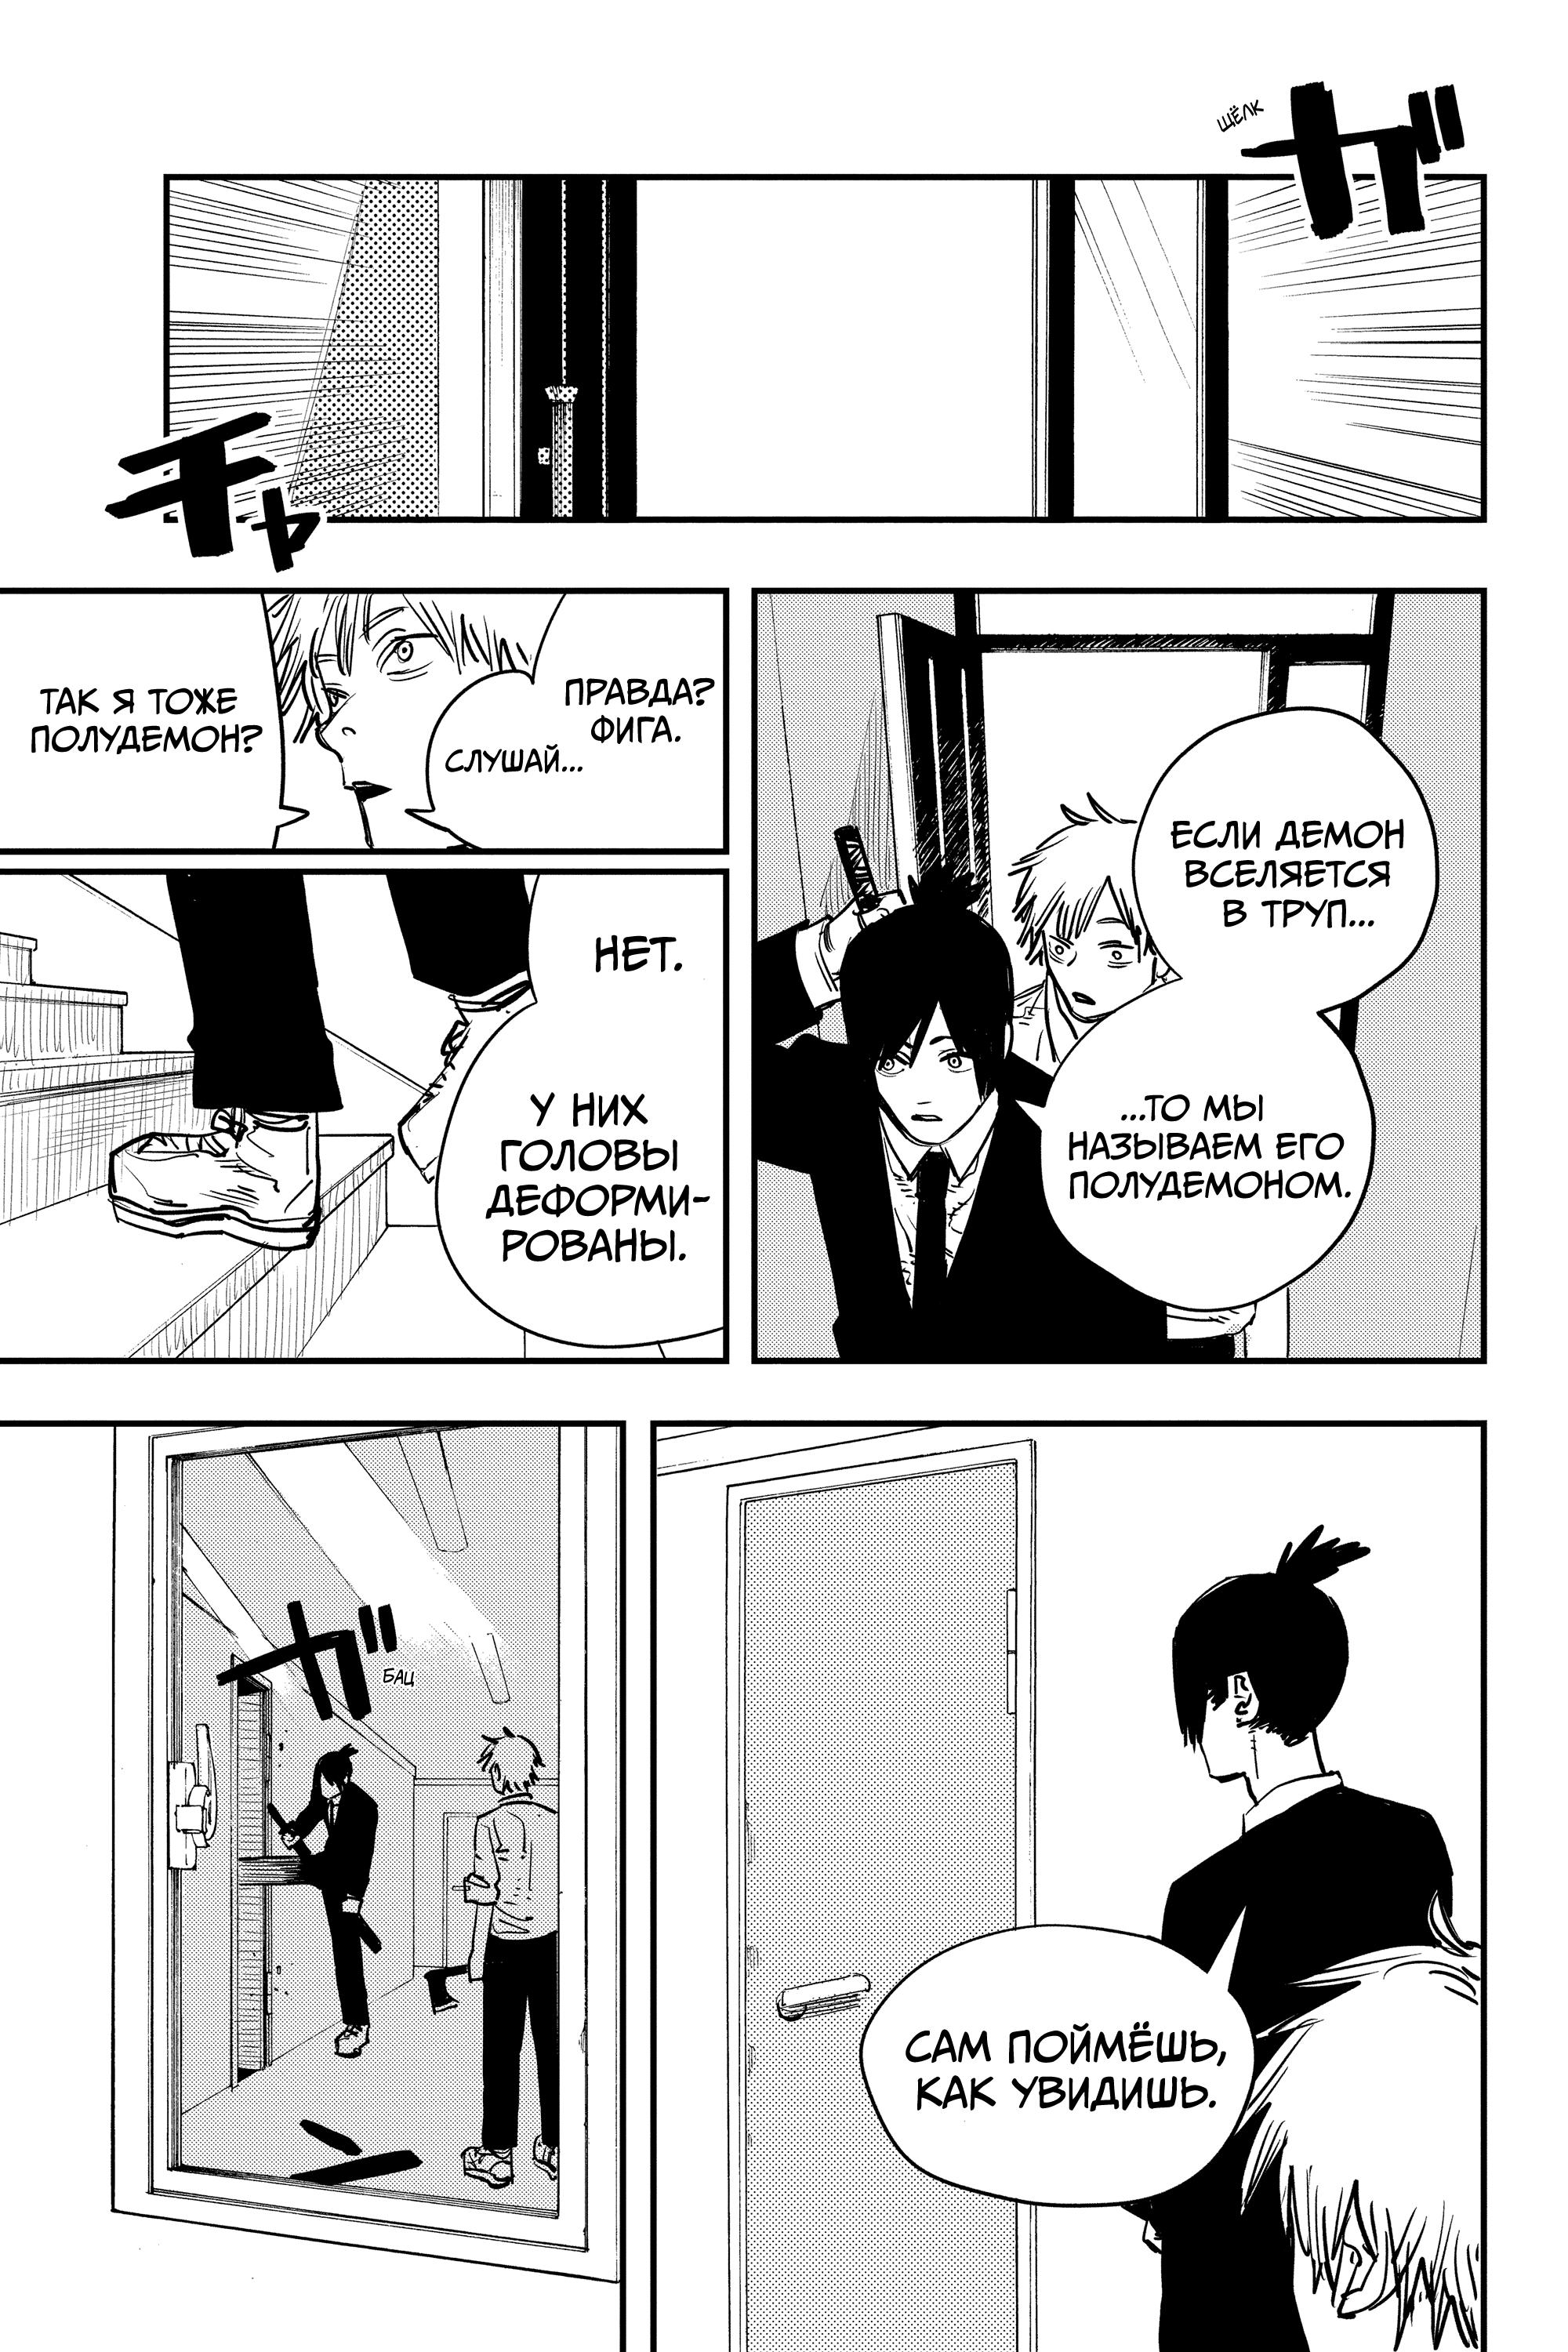 ЩЁЛК
ガ
チャ
ЕСЛИ ДЕМОН
ВСЕЛЯЕТСЯ
В ТРУП...
...ТО МЫ
НАЗЫВАЕМ ЕГО
ПОЛУДЕМОНОМ.
ПРАВДА?
ФИГА.
СЛУШАЙ...
ТАК Я ТОЖЕ
ПОЛУДЕМОН?
НЕТ.
У НИХ
ГОЛОВЫ
ДЕФОРМИ-
РОВАНЫ.
САМ ПОЙМЁШЬ,
КАК УВИДИШЬ.
ガ
БАЦ